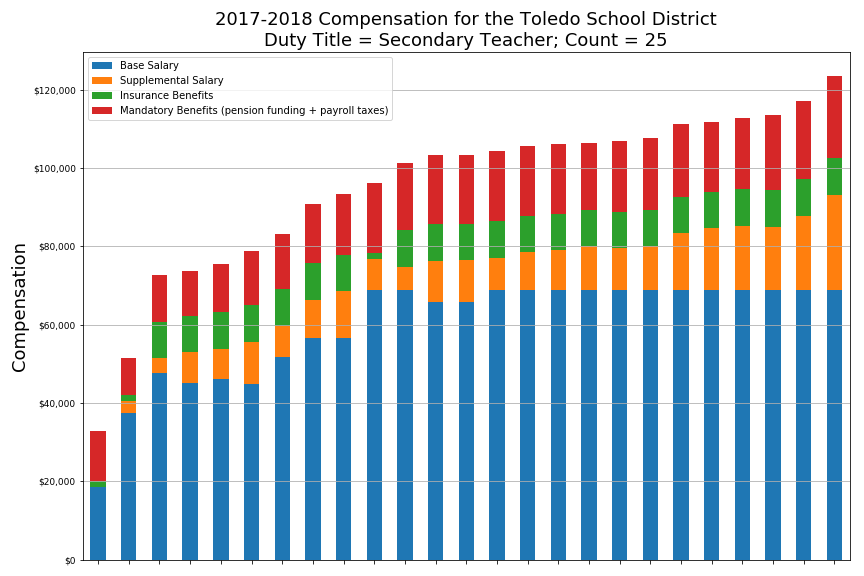 2017-2018 Compensation for the Toledo School District
Duty Title = Secondary Teacher; Count = 25
Base Salary
Supplemental Salary
Insurance Benefits
Mandatory Benefits (pension funding + payroll taxes)
$120,000
$100,000
$80,000
$60,000
$40,000
$20,000
$0
Compensation